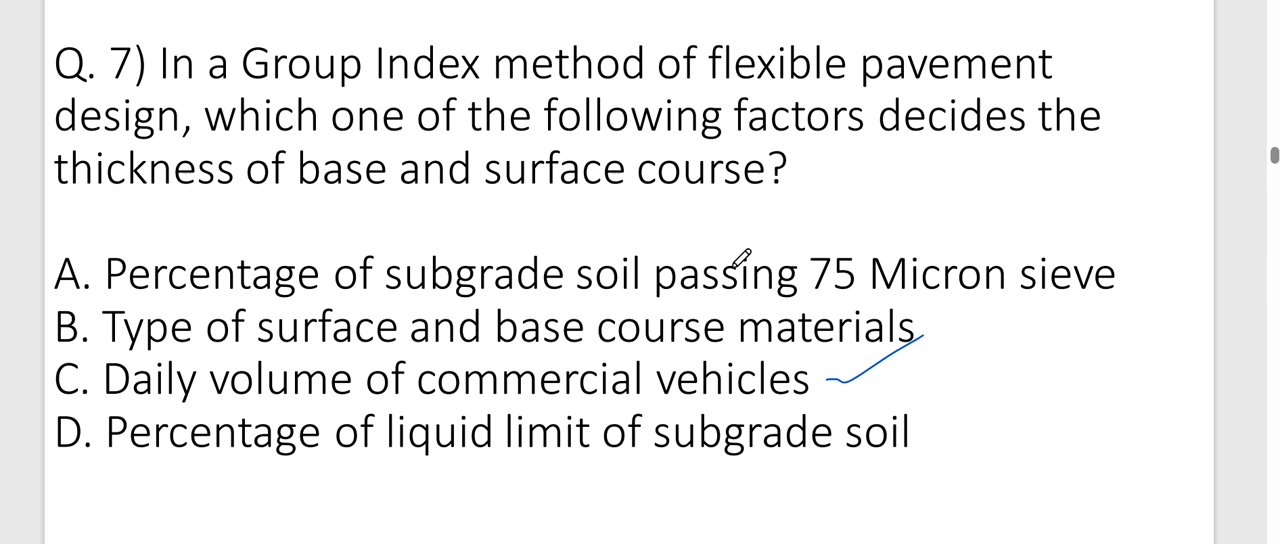 Q. 7) In a Group Index method of flexible pavement
design, which one of the following factors decides the
thickness of base and surface course?
A. Percentage of subgrade soil passing 75 Micron sieve
B. Type of surface and base course materials
C. Daily volume of commercial vehicles
D. Percentage of liquid limit of subgrade soil